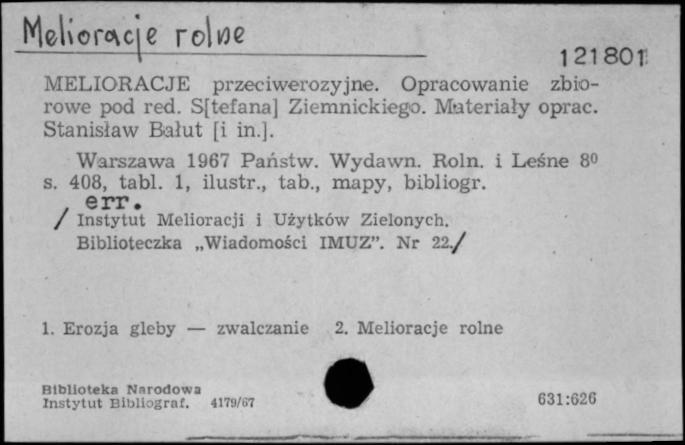 Melioracje rolne
121801
MELIORACJE przeciwerozyjne. Opracowanie zbio-
rowe pod red. S[tefana] Ziemnickiego. Materiały oprac.
Stanisław Bałut [i in.].
Warszawa 1967 Państw. Wydawn. Roln. i Leśne 8⁰
s. 408, tabl. 1, ilustr., tab., mapy, bibliogr.
err.
/ Instytut Melioracji i Użytków Zielonych.
Biblioteczka „Wiadomości IMUZ”. Nr 22./
1. Erozja gleby — zwalczanie 2. Melioracje rolne
Biblioteka Narodowa
Instytut Bibliograf. 4179/67
631:626